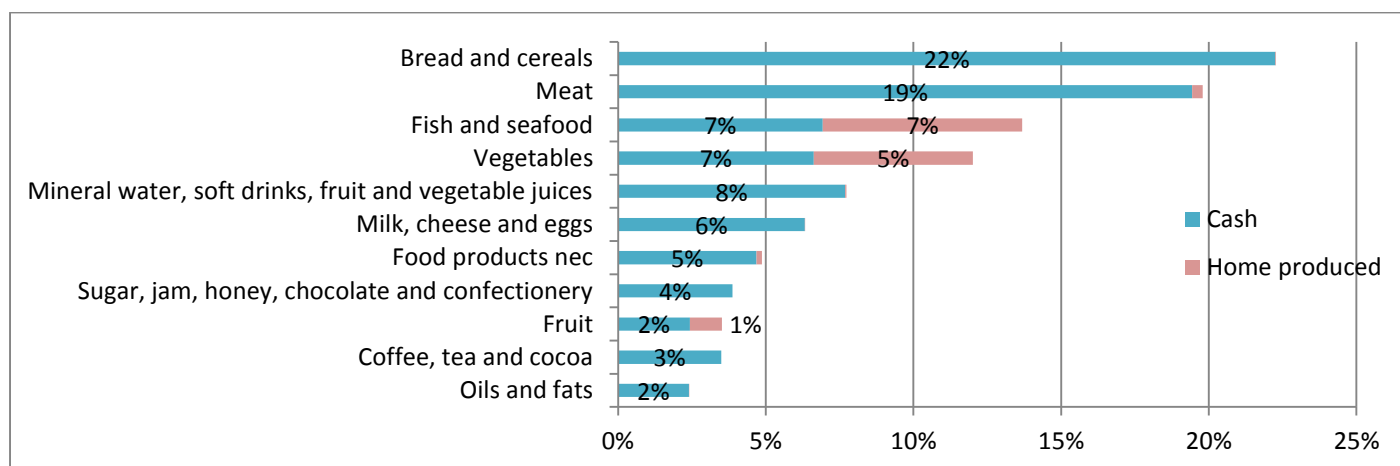 Bread and cereals 22%
Meat 19%
Fish and seafood 7% 7%
Vegetables 7% 5%
Mineral water, soft drinks, fruit and vegetable juices 8%
Milk, cheese and eggs 6%
Cash
Food products nec 5%
Home produced
Sugar, jam, honey, chocolate and confectionery 4%
Fruit 2% 1%
Coffee, tea and cocoa 3%
Oils and fats 2%
0% 5% 10% 15% 20% 25%